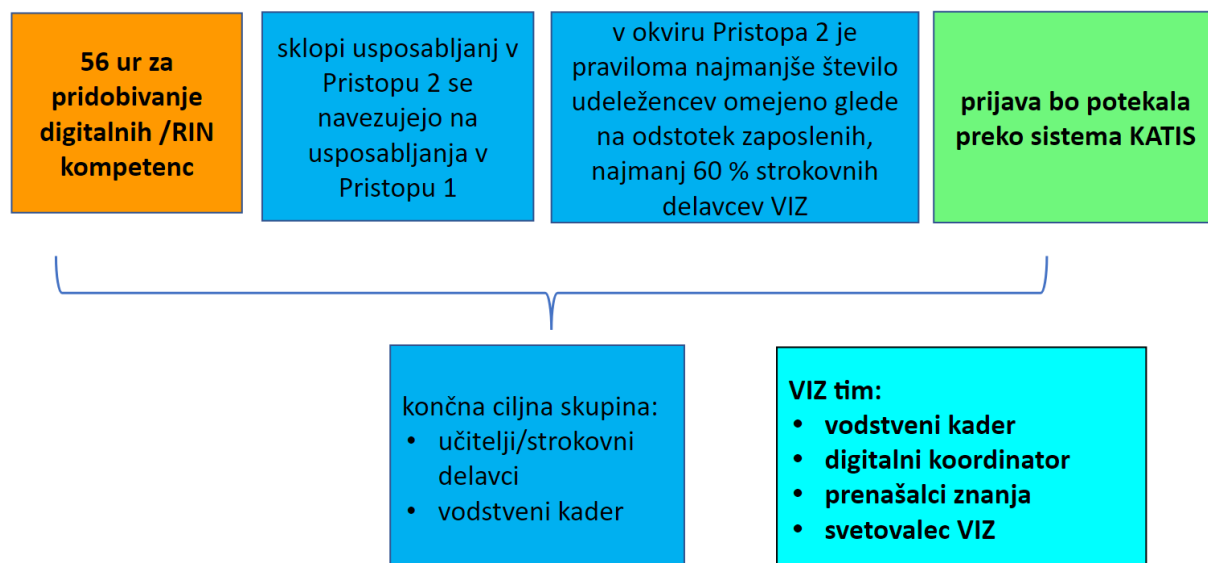 56 ur za
pridobivanje
digitalnih /RIN
kompetenc
sklopi usposabljanj v
Pristopu 2 se
navezujejo na
usposabljanja v
Pristopu 1
v okviru Pristopa 2 je
praviloma najmanjše število
udeležencev omejeno glede
na odstotek zaposlenih,
najmanj 60 % strokovnih
delavcev VIZ
prijava bo potekala
preko sistema KATIS
končna ciljna skupina:
• učitelji/strokovni
delavci
• vodstveni kader
VIZ tim:
• vodstveni kader
• digitalni koordinator
• prenašalci znanja
• svetovalec VIZ